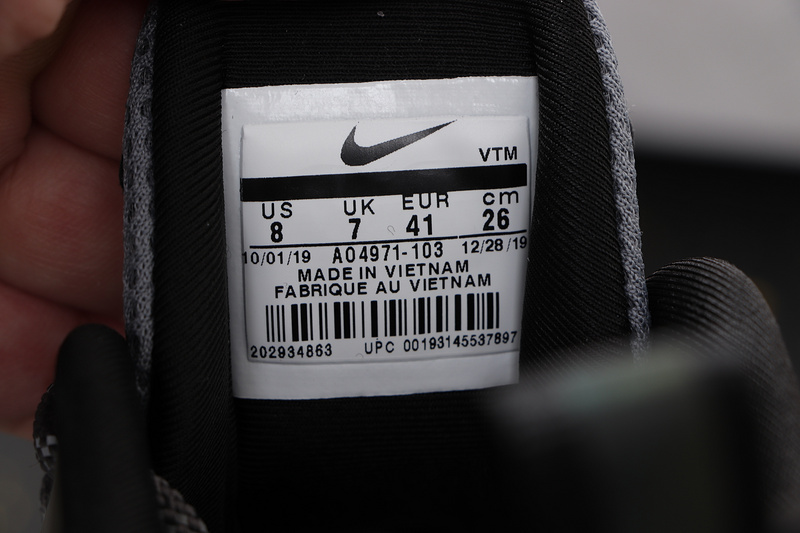 VTM
US UK EUR cm
8 7 41 26
10/01/19 AO4971-103 12/28/19
MADE IN VIETNAM
FABRIQUE AU VIETNAM
202934863 UPC 00193145537897